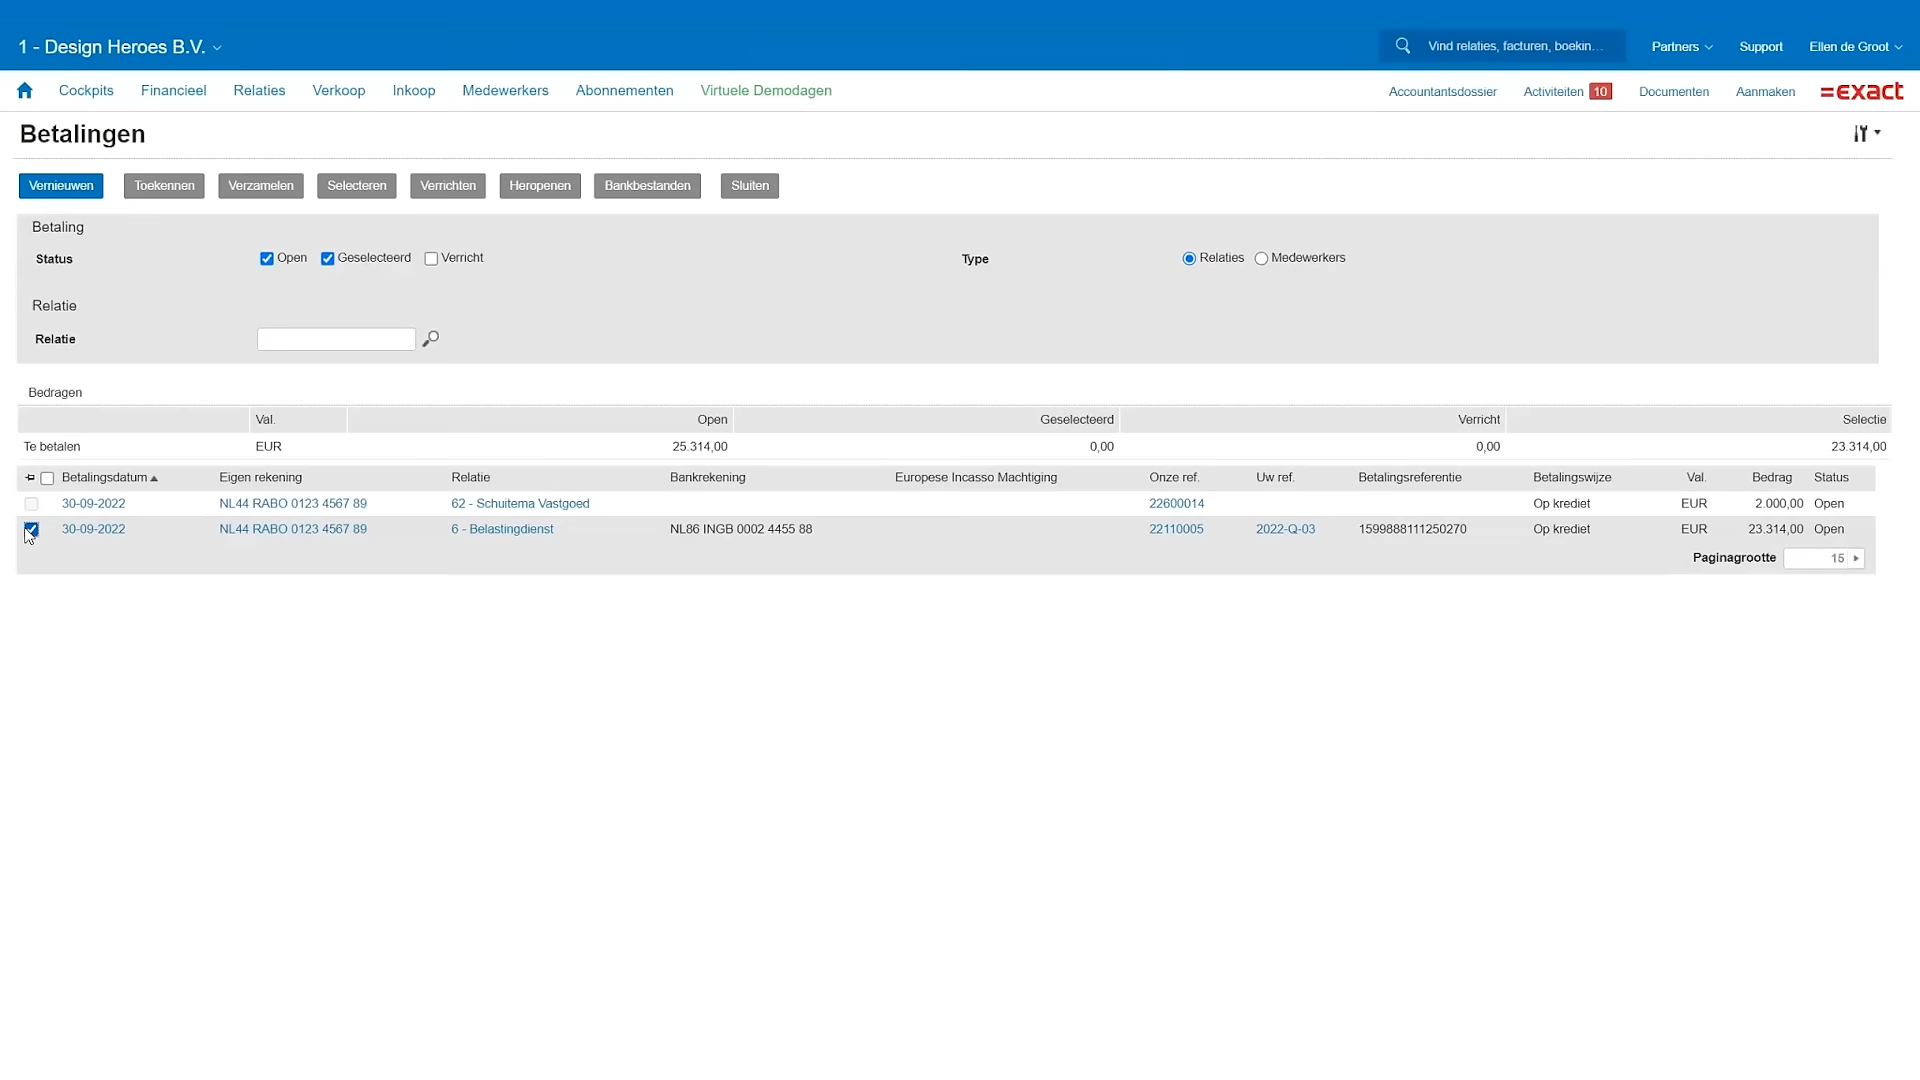 1 - Design Heroes B.V.
Vind relaties, facturen, boekin...
Partners
Support
Ellen de Groot
Cockpits Financieel Relaties Verkoop Inkoop Medewerkers Abonnementen Virtuele Demodagen
Accountantsdossier Activiteiten 10 Documenten Aanmaken =exact
Betalingen
Vernieuwen Toekennen Verzamelen Selecteren Verrichten Heropenen Bankbestanden Sluiten
Betaling
Status Open Geselecteerd Verricht Type Relaties Medewerkers
Relatie
Relatie
Bedragen
Val. Open Geselecteerd Verricht Selectie
Te betalen EUR 25.314,00 0,00 0,00 23.314,00
Betalingsdatum Eigen rekening Relatie Bankrekening Europese Incasso Machtiging Onze ref. Uw ref. Betalingsreferentie Betalingswijze Val. Bedrag Status
30-09-2022 NL44 RABO 0123 4567 89 62 - Schuitema Vastgoed 22600014 Op krediet EUR 2.000,00 Open
30-09-2022 NL44 RABO 0123 4567 89 6 - Belastingdienst NL86 INGB 0002 4455 88 22110005 2022-Q-03 1599888111250270 Op krediet EUR 23.314,00 Open
Paginagrootte 15